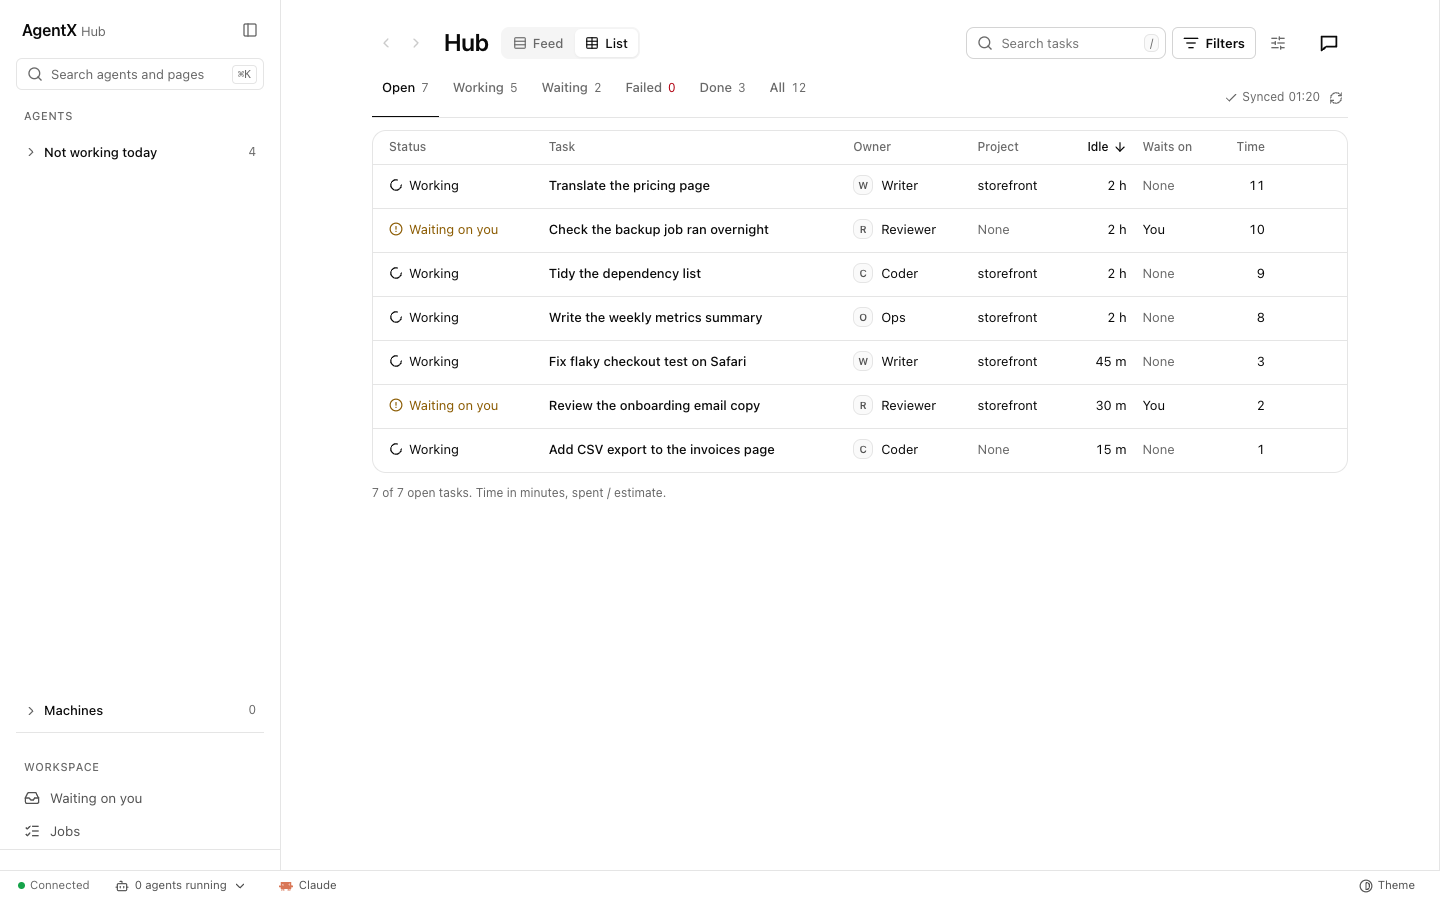 AgentX Hub
Search agents and pages ⌘K
AGENTS
Not working today 4
Machines 0
WORKSPACE
Waiting on you
Jobs
Hub Feed List
Search tasks /
Filters
Open 7 Working 5 Waiting 2 Failed 0 Done 3 All 12
Synced 01:20
Status Task Owner Project Idle Waits on Time
Working Translate the pricing page W Writer storefront 2 h None 11
Waiting on you Check the backup job ran overnight R Reviewer None 2 h You 10
Working Tidy the dependency list C Coder storefront 2 h None 9
Working Write the weekly metrics summary O Ops storefront 2 h None 8
Working Fix flaky checkout test on Safari W Writer storefront 45 m None 3
Waiting on you Review the onboarding email copy R Reviewer storefront 30 m You 2
Working Add CSV export to the invoices page C Coder None 15 m None 1
7 of 7 open tasks. Time in minutes, spent / estimate.
Connected 0 agents running Claude Theme